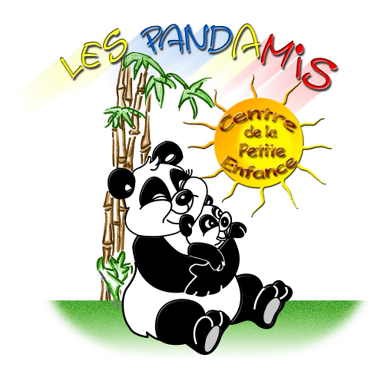 LES PANDAMiS
Centre
de la
Petite
Enfance